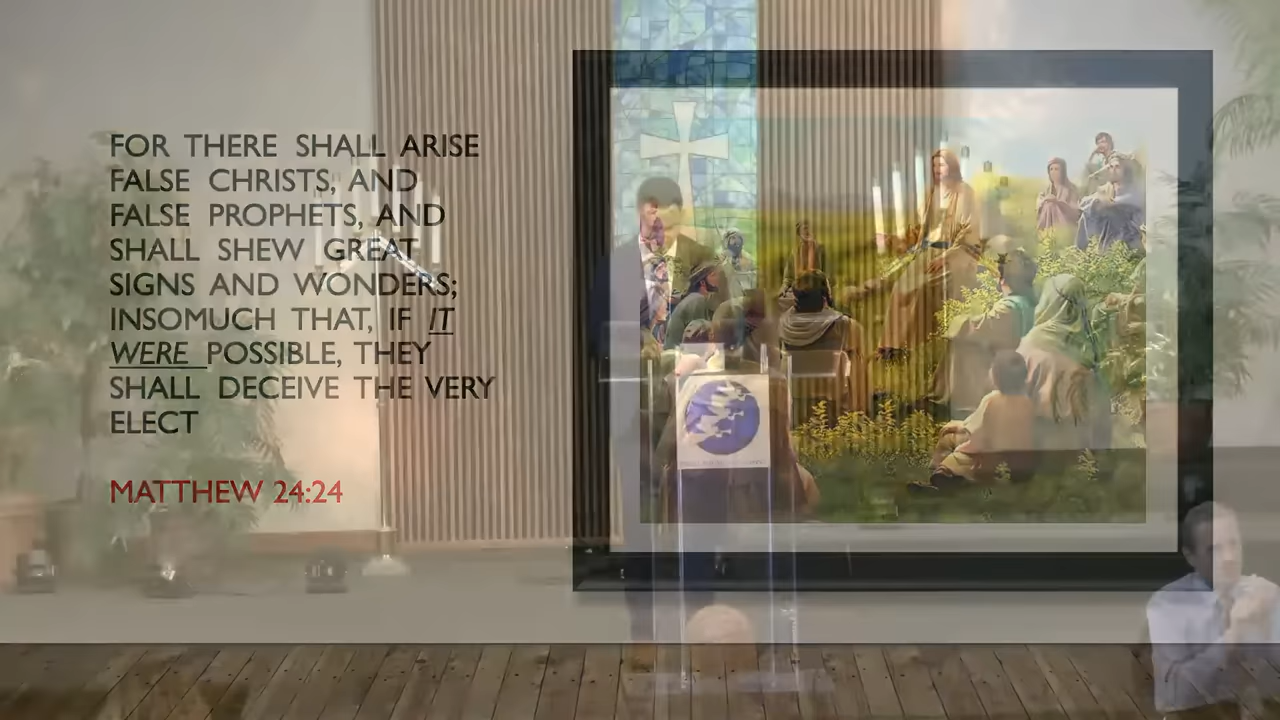 FOR THERE SHALL ARISE
FALSE CHRISTS, AND
FALSE PROPHETS, AND
SHALL SHEW GREAT
SIGNS AND WONDERS;
INSOMUCH THAT, IF IT
WERE POSSIBLE, THEY
SHALL DECEIVE THE VERY
ELECT
MATTHEW 24:24